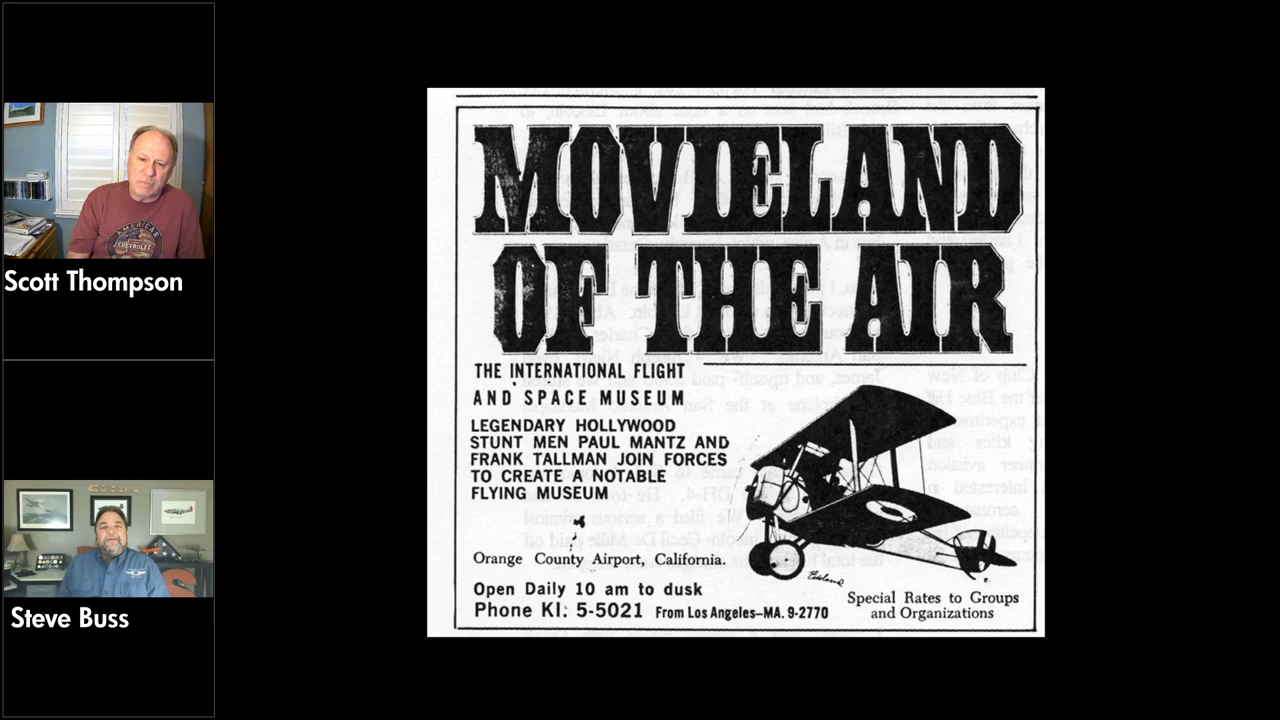 Scott Thompson
AMERICAN
CHEVROLET
Steve Buss
MOVIELAND
OF THE AIR
THE INTERNATIONAL FLIGHT
AND SPACE MUSEUM
LEGENDARY HOLLYWOOD
STUNT MEN PAUL MANTZ AND
FRANK TALLMAN JOIN FORCES
TO CREATE A NOTABLE
FLYING MUSEUM
Orange County Airport, California.
Open Daily 10 am to dusk
Phone KI: 5-5021 From Los Angeles—MA. 9-2770
Special Rates to Groups
and Organizations